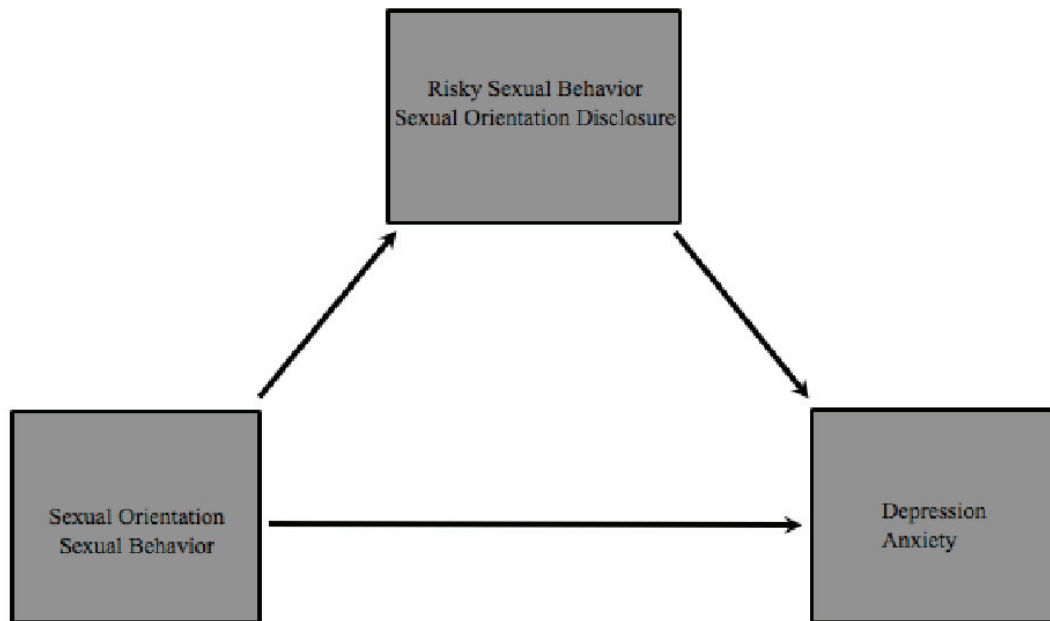 Risky Sexual Behavior
Sexual Orientation Disclosure
Sexual Orientation
Sexual Behavior
Depression
Anxiety